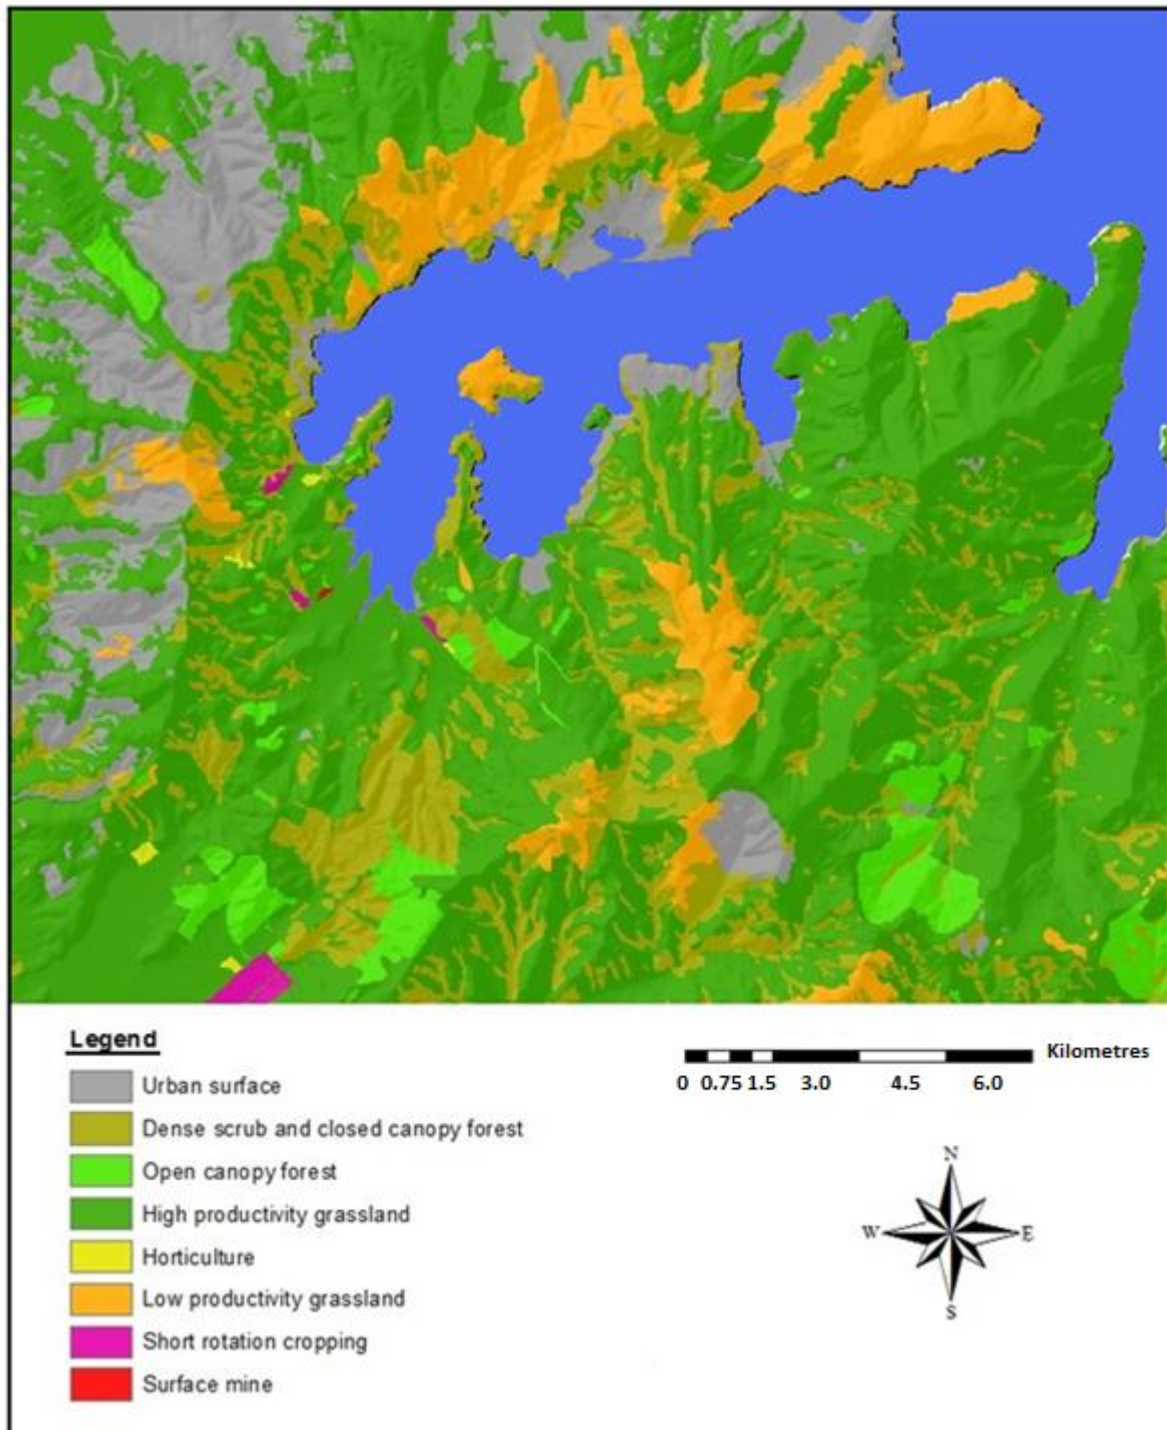 Legend
Urban surface
Dense scrub and closed canopy forest
Open canopy forest
High productivity grassland
Horticulture
Low productivity grassland
Short rotation cropping
Surface mine
Kilometres
0 0.75 1.5 3.0 4.5 6.0
N
W E
S